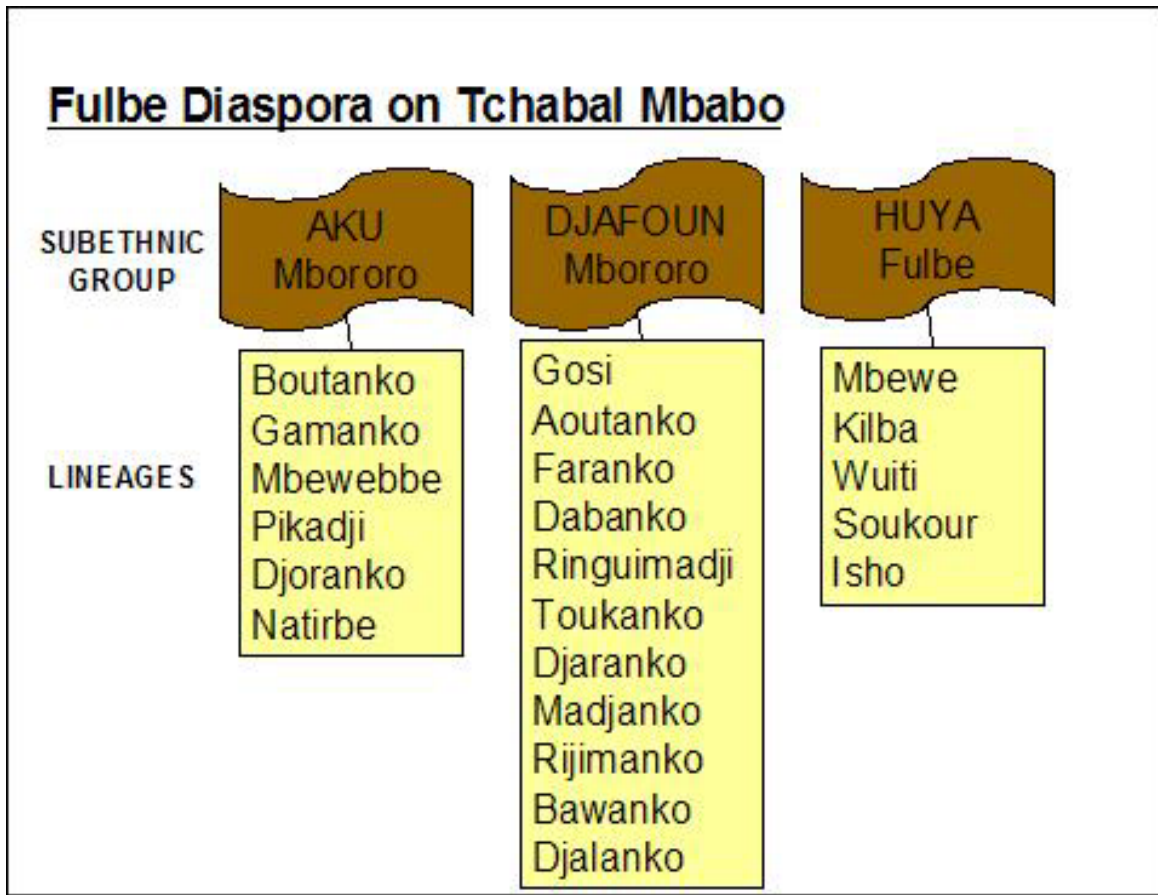 Fulbe Diaspora on Tchabal Mbabo
SUBETHNIC
GROUP
AKU
Mbororo
DJAFOUN
Mbororo
HUYA
Fulbe
LINEAGES
Boutanko
Gamanko
Mbewebbe
Pikadji
Djoranko
Natirbe
Gosi
Aoutanko
Faranko
Dabanko
Ringuimadji
Toukanko
Djaranko
Madjanko
Rijimanko
Bawanko
Djalanko
Mbewe
Kilba
Wuiti
Soukour
Isho